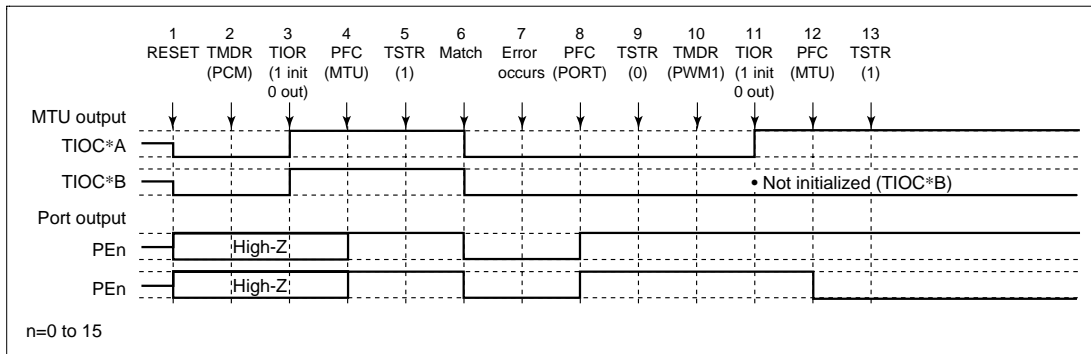 1 2 3 4 5 6 7 8 9 10 11 12 13
RESET TMDR TIOR PFC TSTR Match Error PFC TSTR TMDR TIOR PFC TSTR
(PCM) (1 init (MTU) (1) occurs (PORT) (0) (PWM1) (1 init (MTU) (1)
0 out) 0 out)
MTU output
TIOC*A
TIOC*B • Not initialized (TIOC*B)
Port output
PEn High-Z
PEn High-Z
n=0 to 15